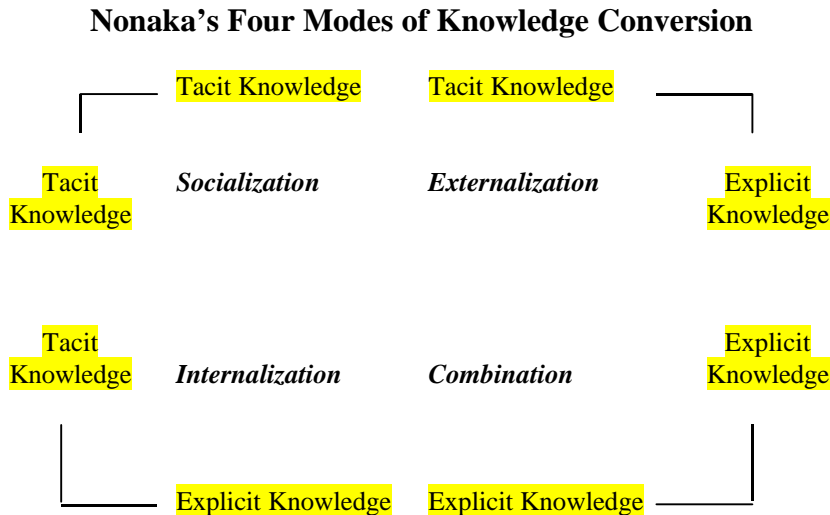 Nonaka’s Four Modes of Knowledge Conversion
Tacit Knowledge Tacit Knowledge
Tacit Socialization Externalization Explicit
Knowledge Knowledge
Tacit Explicit
Knowledge Internalization Combination Knowledge
Explicit Knowledge Explicit Knowledge